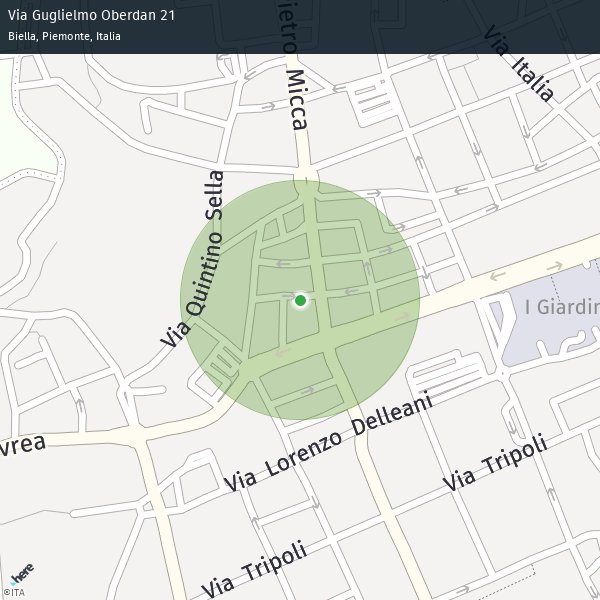 Via Guglielmo Oberdan 21
Biella, Piemonte, Italia
Pietro Micca
Via Italia
Via Quintino Sella
I Giardin
Via Lorenzo Delleani
vrea
Via Tripoli
Via Tripoli
here
©ITA